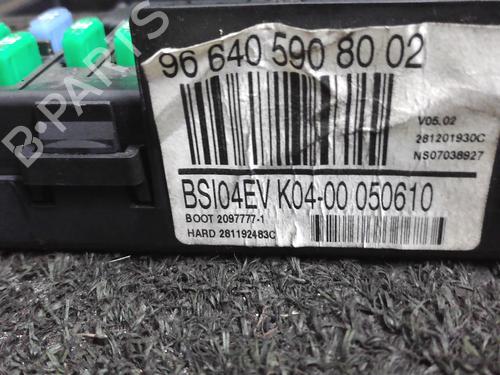 96 640 590 80 02
V05.02
281201930C
NS07038927
BSI04EV K04-00 050610
BOOT 2097777-1
HARD 281192483C
B-PARTS